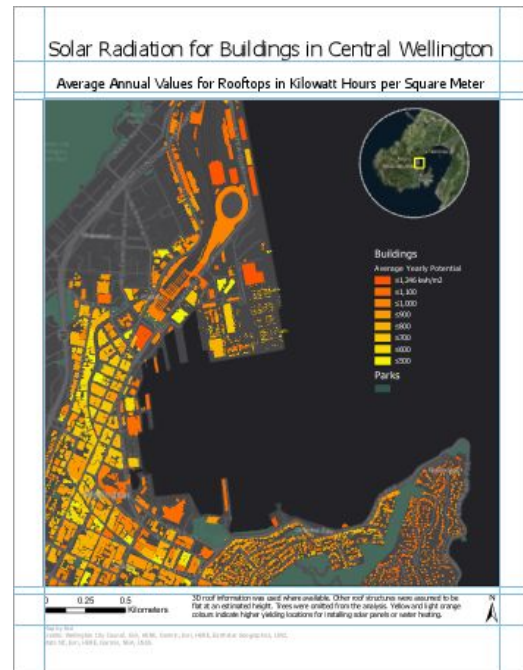 Solar Radiation for Buildings in Central Wellington
Average Annual Values for Rooftops in Kilowatt Hours per Square Meter
Buildings
Average Yearly Potential
≤1,246 kwh/m2
≤1,100
≤1,000
≤900
≤800
≤700
≤600
≤500
Parks
0 0.25 0.5
Kilometers
3D roof information was used where available. Other roof structures were assumed to be
flat at an estimated height. Trees were omitted from the analysis. Yellow and light orange
colours indicate higher yielding locations for installing solar panels or water heating.
N